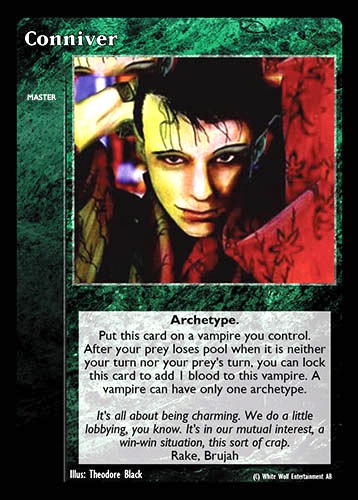 Conniver
MASTER
Archetype.
Put this card on a vampire you control.
After your prey loses pool when it is neither
your turn nor your prey's turn, you can lock
this card to add 1 blood to this vampire. A
vampire can have only one archetype.
It's all about being charming. We do a little
lobbying, you know. It's in our mutual interest, a
win-win situation, this sort of crap.
Rake, Brujah
Illus: Theodore Black
(C) White Wolf Entertainment AB